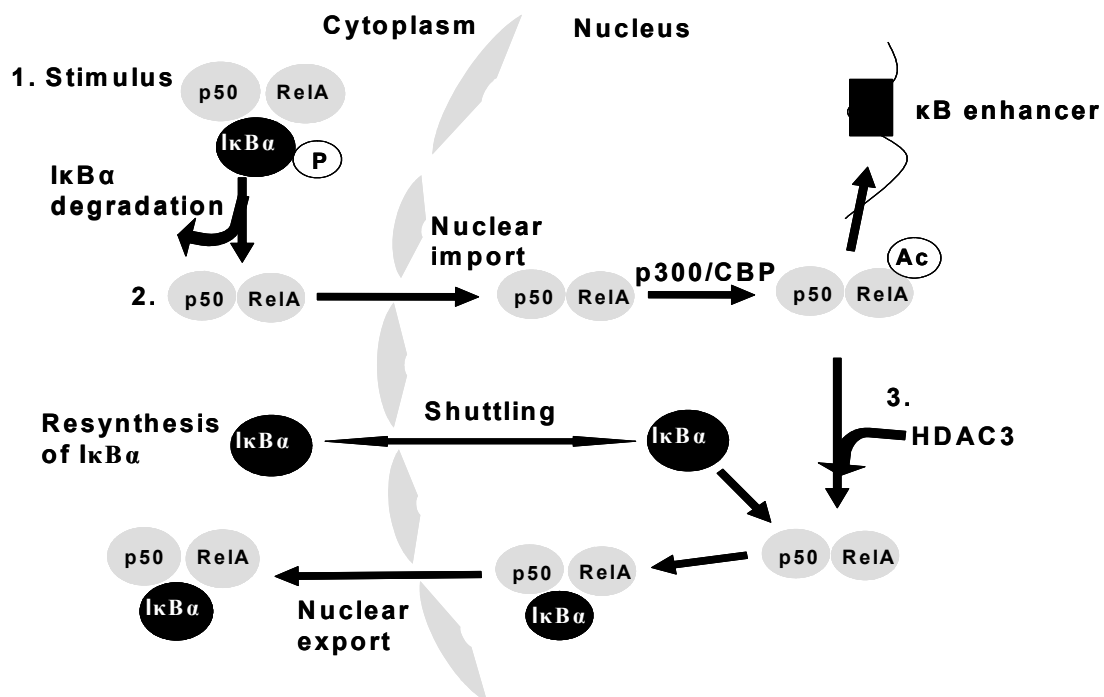 Cytoplasm
Nucleus
1. Stimulus
p50
RelA
IκBα
P
κB enhancer
IκBα
degradation
Nuclear
import
p300/CBP
Ac
2.
p50
RelA
p50
RelA
p50
RelA
Resynthesis
of IκBα
IκBα
Shuttling
IκBα
3.
HDAC3
p50
RelA
IκBα
Nuclear
export
p50
RelA
IκBα
p50
RelA